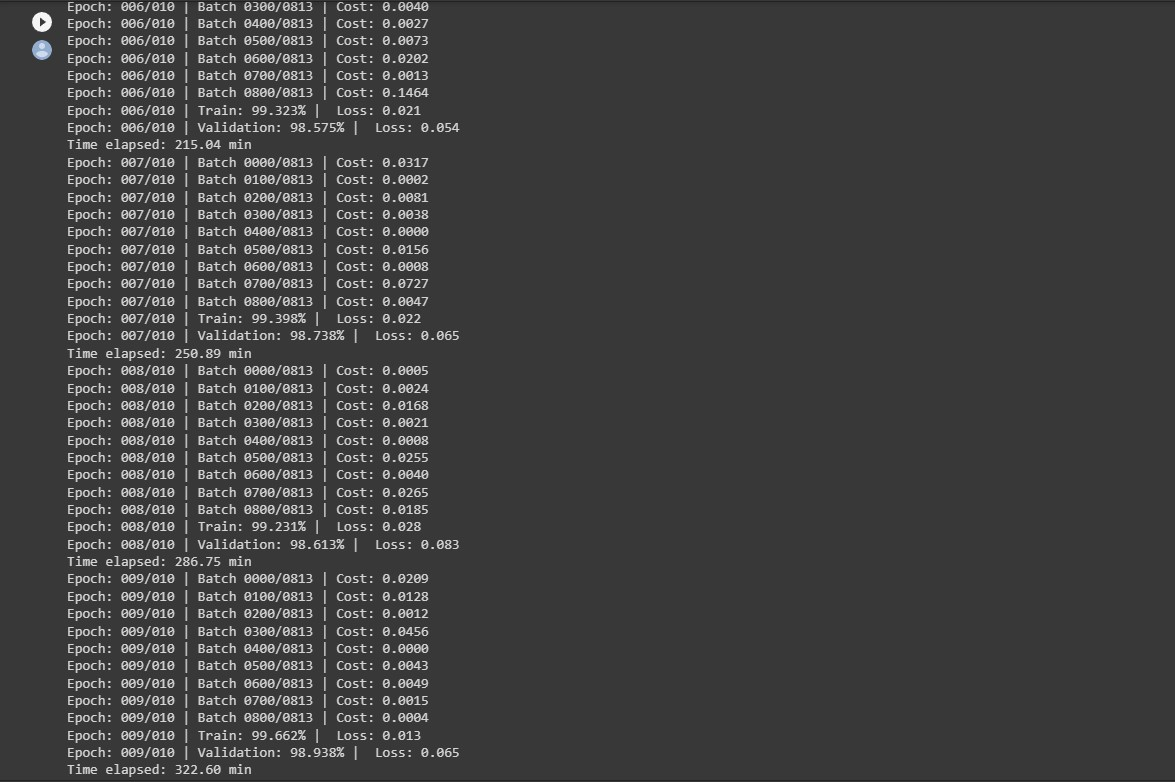 Epoch: 006/010 | Batch 0300/0813 | Cost: 0.0040
Epoch: 006/010 | Batch 0400/0813 | Cost: 0.0027
Epoch: 006/010 | Batch 0500/0813 | Cost: 0.0073
Epoch: 006/010 | Batch 0600/0813 | Cost: 0.0202
Epoch: 006/010 | Batch 0700/0813 | Cost: 0.0013
Epoch: 006/010 | Batch 0800/0813 | Cost: 0.1464
Epoch: 006/010 | Train: 99.323% |  Loss: 0.021
Epoch: 006/010 | Validation: 98.575% |  Loss: 0.054
Time elapsed: 215.04 min
Epoch: 007/010 | Batch 0000/0813 | Cost: 0.0317
Epoch: 007/010 | Batch 0100/0813 | Cost: 0.0002
Epoch: 007/010 | Batch 0200/0813 | Cost: 0.0081
Epoch: 007/010 | Batch 0300/0813 | Cost: 0.0038
Epoch: 007/010 | Batch 0400/0813 | Cost: 0.0000
Epoch: 007/010 | Batch 0500/0813 | Cost: 0.0156
Epoch: 007/010 | Batch 0600/0813 | Cost: 0.0008
Epoch: 007/010 | Batch 0700/0813 | Cost: 0.0727
Epoch: 007/010 | Batch 0800/0813 | Cost: 0.0047
Epoch: 007/010 | Train: 99.398% |  Loss: 0.022
Epoch: 007/010 | Validation: 98.738% |  Loss: 0.065
Time elapsed: 250.89 min
Epoch: 008/010 | Batch 0000/0813 | Cost: 0.0005
Epoch: 008/010 | Batch 0100/0813 | Cost: 0.0024
Epoch: 008/010 | Batch 0200/0813 | Cost: 0.0168
Epoch: 008/010 | Batch 0300/0813 | Cost: 0.0021
Epoch: 008/010 | Batch 0400/0813 | Cost: 0.0008
Epoch: 008/010 | Batch 0500/0813 | Cost: 0.0255
Epoch: 008/010 | Batch 0600/0813 | Cost: 0.0040
Epoch: 008/010 | Batch 0700/0813 | Cost: 0.0265
Epoch: 008/010 | Batch 0800/0813 | Cost: 0.0185
Epoch: 008/010 | Train: 99.231% |  Loss: 0.028
Epoch: 008/010 | Validation: 98.613% |  Loss: 0.083
Time elapsed: 286.75 min
Epoch: 009/010 | Batch 0000/0813 | Cost: 0.0209
Epoch: 009/010 | Batch 0100/0813 | Cost: 0.0128
Epoch: 009/010 | Batch 0200/0813 | Cost: 0.0012
Epoch: 009/010 | Batch 0300/0813 | Cost: 0.0456
Epoch: 009/010 | Batch 0400/0813 | Cost: 0.0000
Epoch: 009/010 | Batch 0500/0813 | Cost: 0.0043
Epoch: 009/010 | Batch 0600/0813 | Cost: 0.0049
Epoch: 009/010 | Batch 0700/0813 | Cost: 0.0015
Epoch: 009/010 | Batch 0800/0813 | Cost: 0.0004
Epoch: 009/010 | Train: 99.662% |  Loss: 0.013
Epoch: 009/010 | Validation: 98.938% |  Loss: 0.065
Time elapsed: 322.60 min